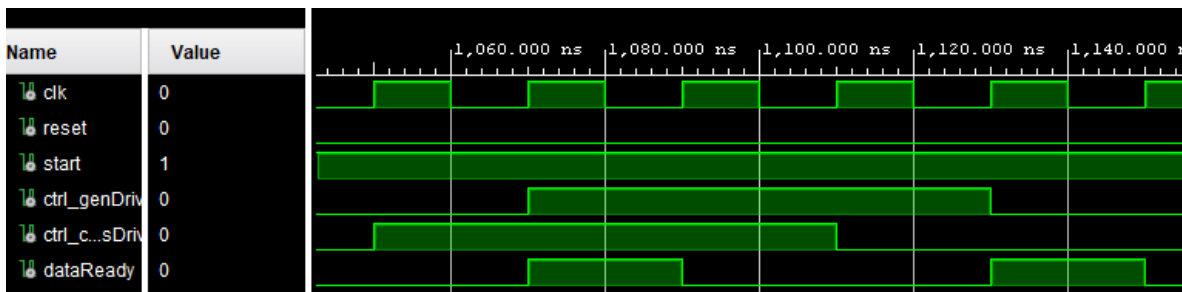 Name Value
1,060.000 ns 1,080.000 ns 1,100.000 ns 1,120.000 ns 1,140.000
clk 0
reset 0
start 1
ctrl_genDriv 0
ctrl_c...sDriv 0
dataReady 0